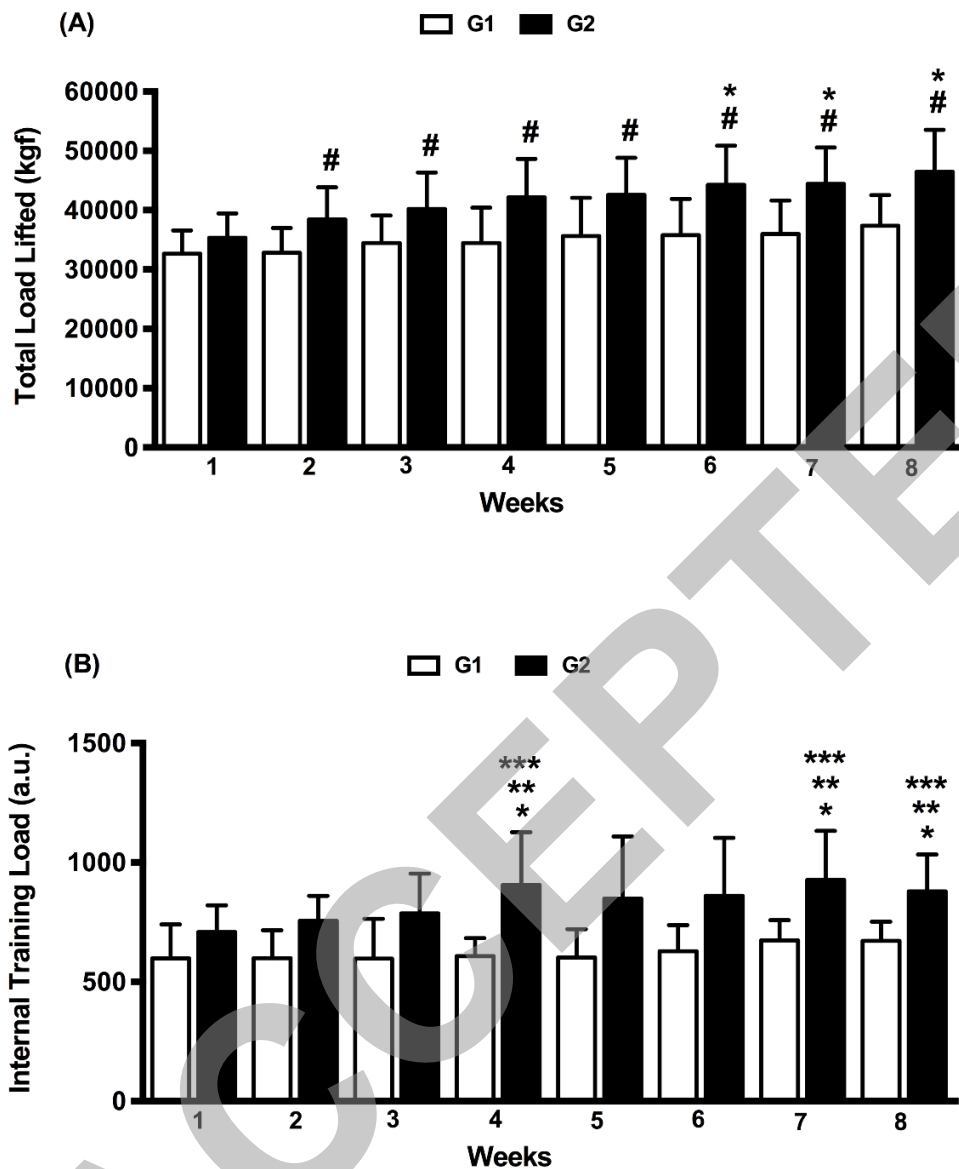 (A)
G1 G2
Total Load Lifted (kgf)
60000
50000
40000
30000
20000
10000
0
# # # # *# *# *#
1 2 3 4 5 6 7 8
Weeks
(B)
G1 G2
Internal Training Load (a.u.)
1500
1000
500
0
*** ** * *** ** * *** ** *
1 2 3 4 5 6 7 8
Weeks
ACCEPTE